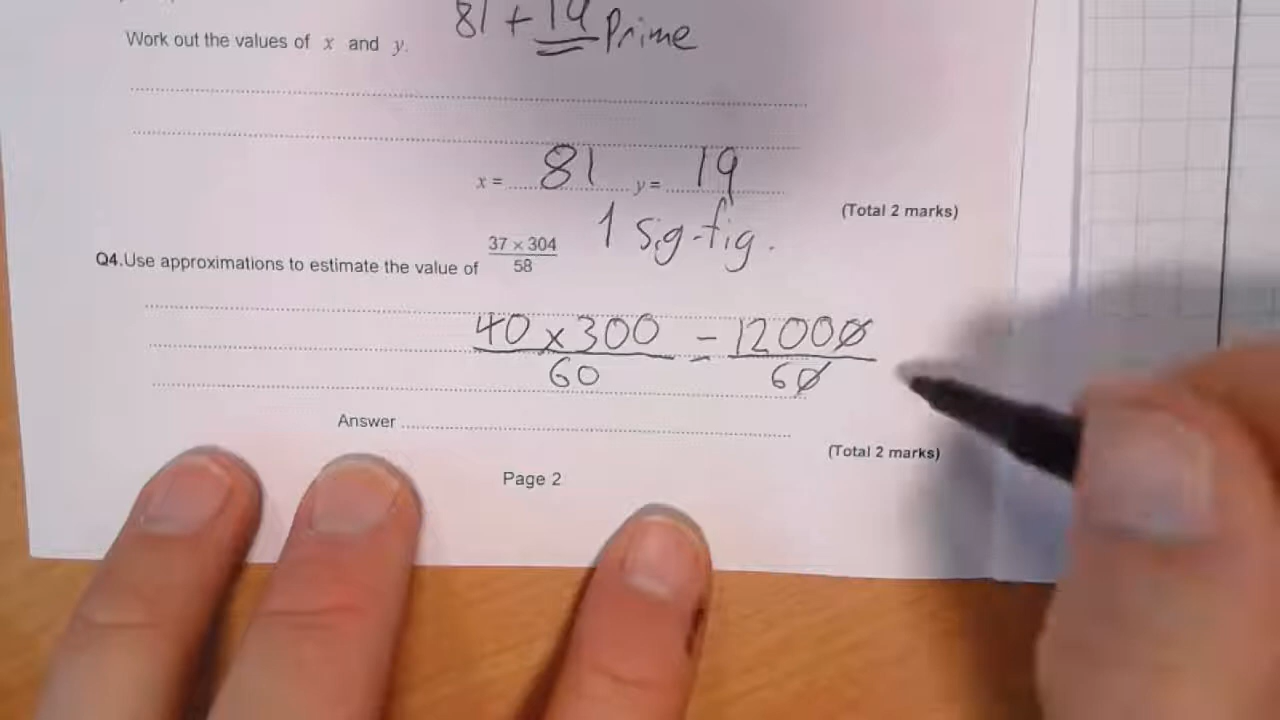 81 + 19 Prime
Work out the values of x and y.
x = 81 y = 19
(Total 2 marks)
1 sig-fig.
Q4.Use approximations to estimate the value of 37 × 304 / 58
40 x 300 / 60 = 12000 / 60
Answer
(Total 2 marks)
Page 2